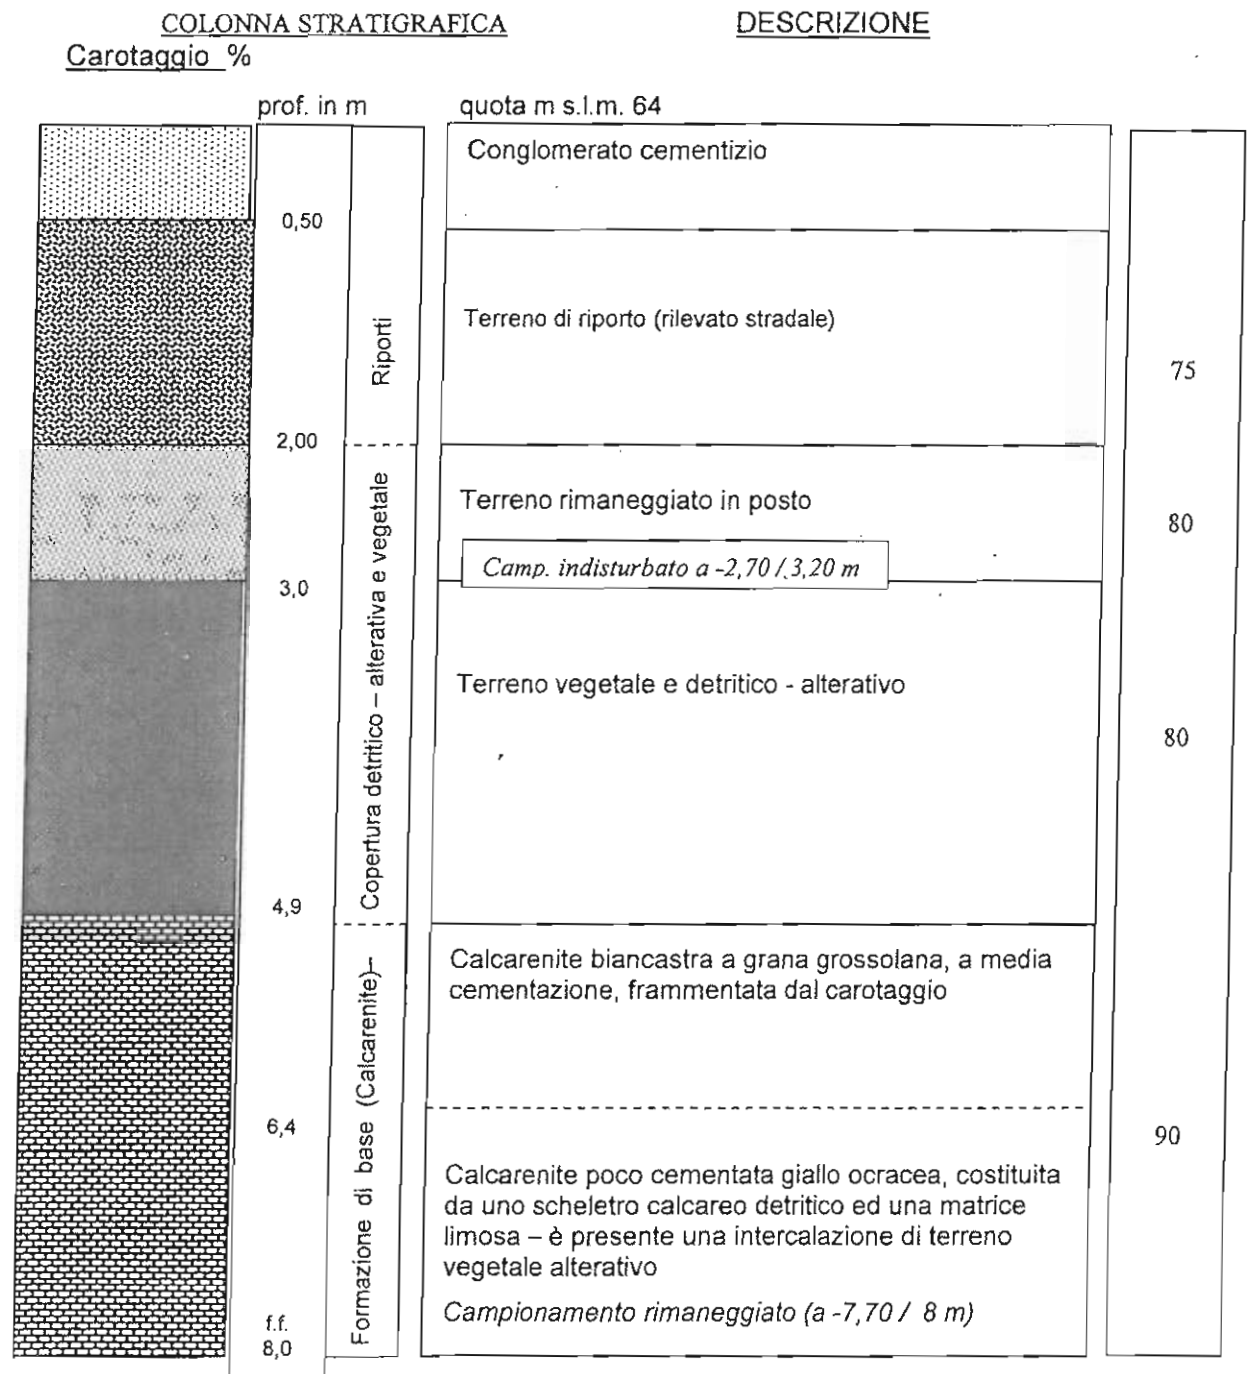 COLONNA STRATIGRAFICA
DESCRIZIONE
Carotaggio %
prof. in m
quota m s.l.m. 64
Conglomerato cementizio
0,50
Terreno di riporto (rilevato stradale)
Riporti
75
2,00
Terreno rimaneggiato in posto
80
Camp. indisturbato a -2,70 / 3,20 m
3,0
Copertura detritico – alterativa e vegetale
Terreno vegetale e detritico - alterativo
80
4,9
Calcarenite biancastra a grana grossolana, a media
cementazione, frammentata dal carotaggio
Formazione di base (Calcarenite)–
6,4
90
Calcarenite poco cementata giallo ocracea, costituita
da uno scheletro calcareo detritico ed una matrice
limosa – è presente una intercalazione di terreno
vegetale alterativo
Campionamento rimaneggiato (a -7,70 / 8 m)
f.f.
8,0